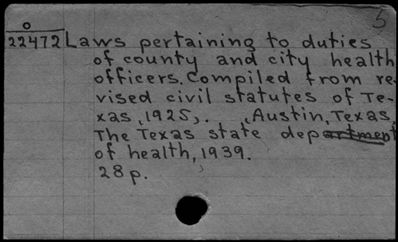 5
O
22472 Laws pertaining to duties
of county and city health
officers. Compiled from re-
vised civil statutes of Te-
xas, 1925,. Austin, Texas,
The Texas state department
of health, 1939.
28 p.